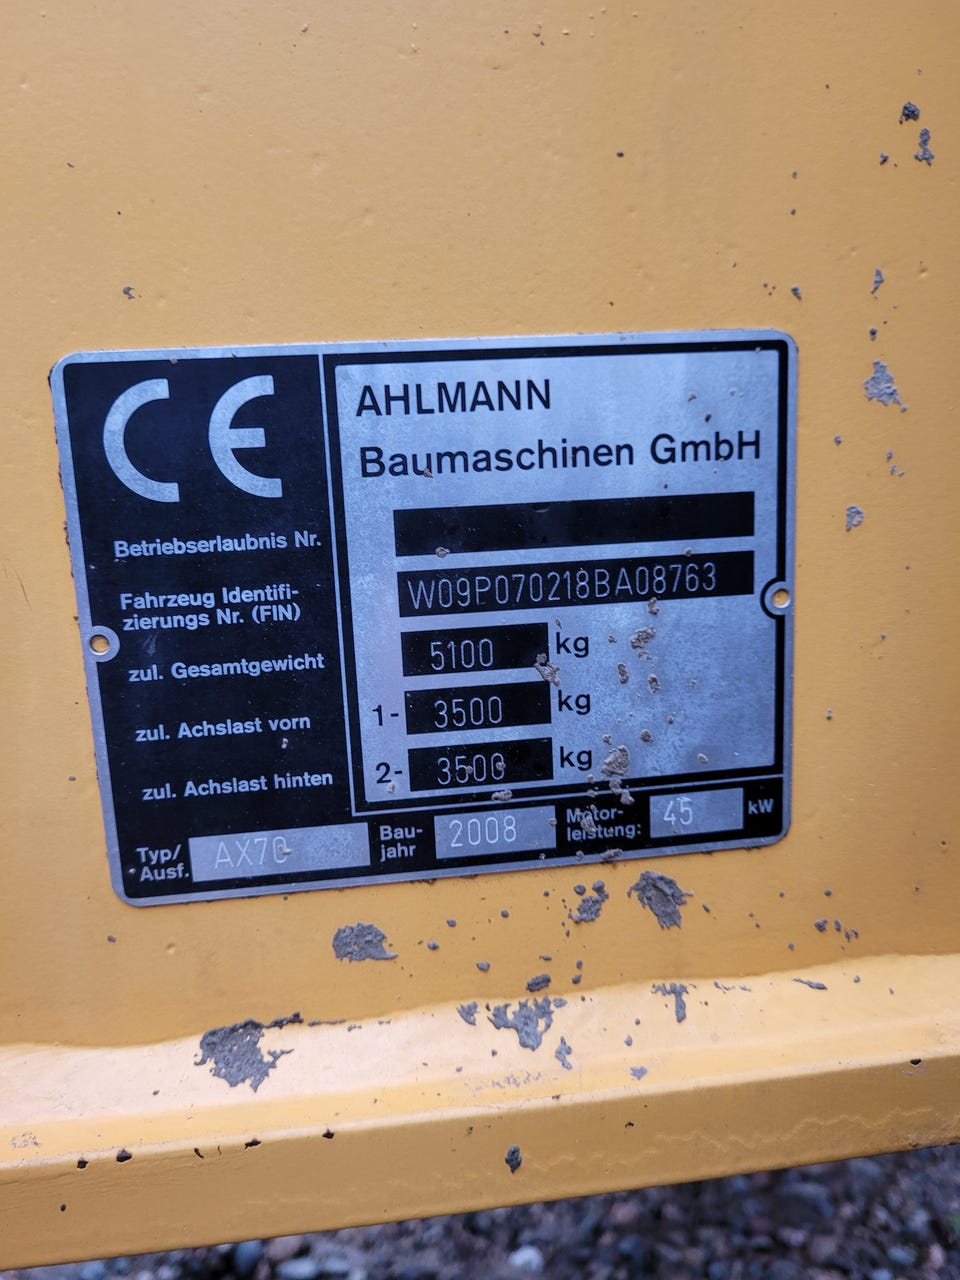 CE
AHLMANN
Baumaschinen GmbH
Betriebserlaubnis Nr.
Fahrzeug Identifi-
zierungs Nr. (FIN)
W09P070218BA08763
zul. Gesamtgewicht
5100 kg
zul. Achslast vorn
1- 3500 kg
zul. Achslast hinten
2- 3500 kg
Typ/
Ausf.
AX70
Bau-
jahr
2008
Motor-
leistung:
45 kW